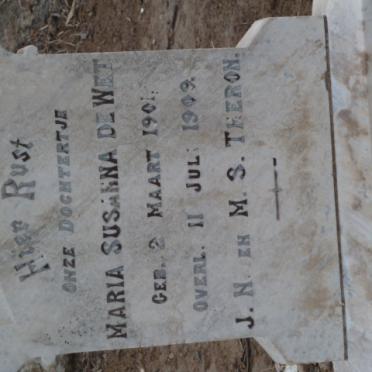 Hier Rust
ONZE DOCHTERTJE
MARIA SUSANNA DE WET
GEB. 2 MAART 1901.
OVERL. 11 JULI 1909.
J. N. EN M. S. THERON.